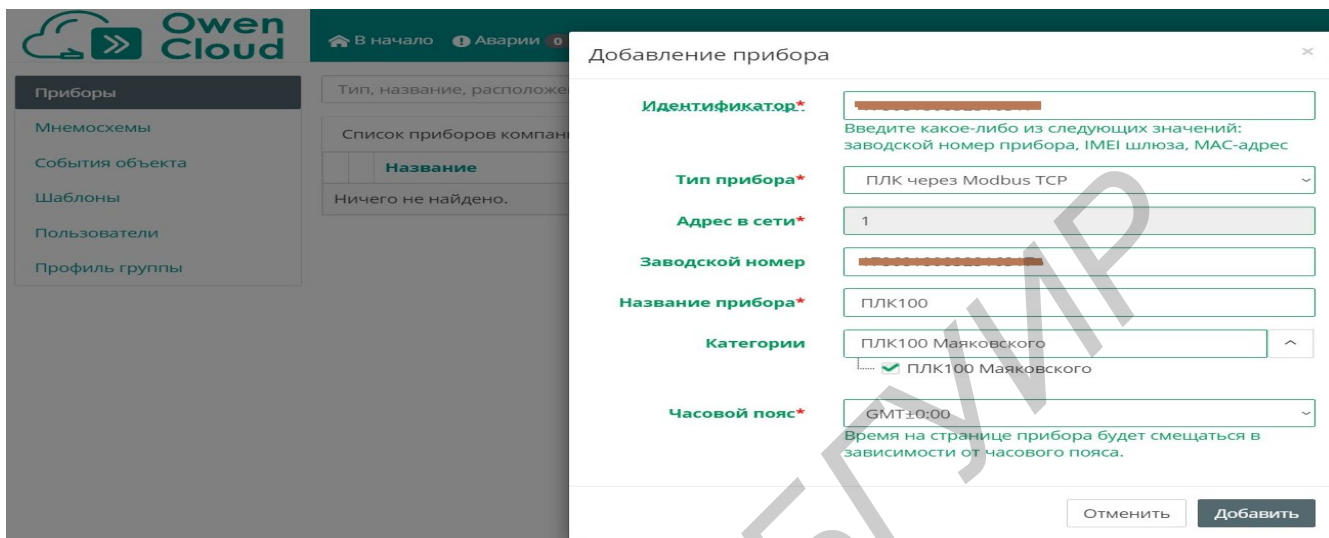 Owen
Cloud
В начало
Аварии 0
Приборы
Мнемосхемы
События объекта
Шаблоны
Пользователи
Профиль группы
Тип, название, расположе
Список приборов компан
Название
Ничего не найдено.
Добавление прибора
×
Идентификатор*
Введите какое-либо из следующих значений:
заводской номер прибора, IMEI шлюза, MAC-адрес
Тип прибора*
ПЛК через Modbus TCP
Адрес в сети*
1
Заводской номер
Название прибора*
ПЛК100
Категории
ПЛК100 Маяковского
ПЛК100 Маяковского
Часовой пояс*
GMT±0:00
Время на странице прибора будет смещаться в
зависимости от часового пояса.
Отменить
Добавить
БГУИР